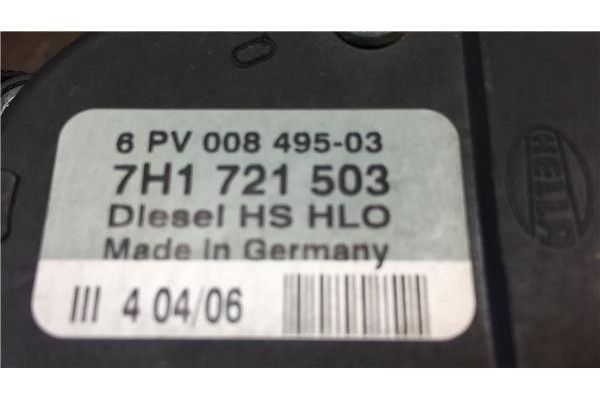 6 PV 008 495-03
7H1 721 503
Diesel HS HLO
Made in Germany
III 4 04/06
HELLA